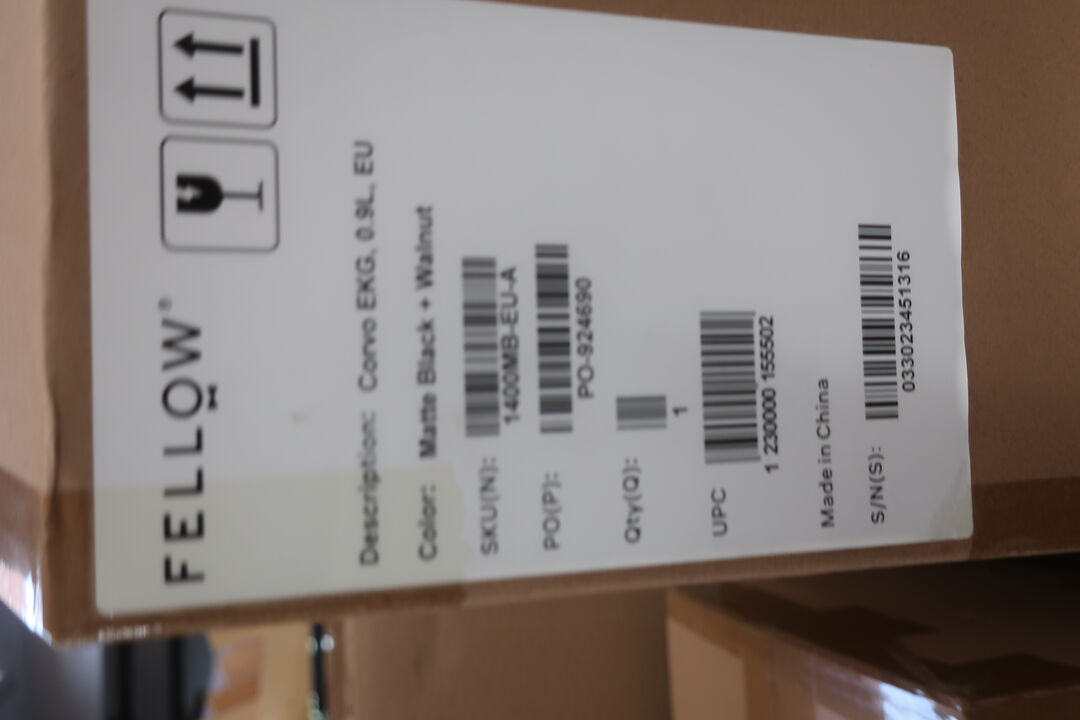 FELLOW®
Description: Corvo EKG, 0.9L, EU
Color: Matte Black + Walnut
SKU(N):
1400MB-EU-A
PO(P):
PO-924690
Qty(Q):
1
UPC
1 230000 155502
Made in China
S/N(S):
033023451316